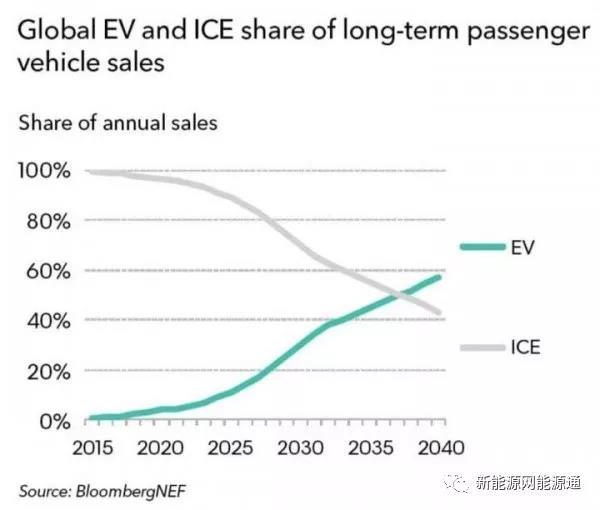 Global EV and ICE share of long-term passenger
vehicle sales
Share of annual sales
100%
80%
60%
40%
20%
0%
2015 2020 2025 2030 2035 2040
EV
ICE
Source: BloombergNEF
新能源网能源通